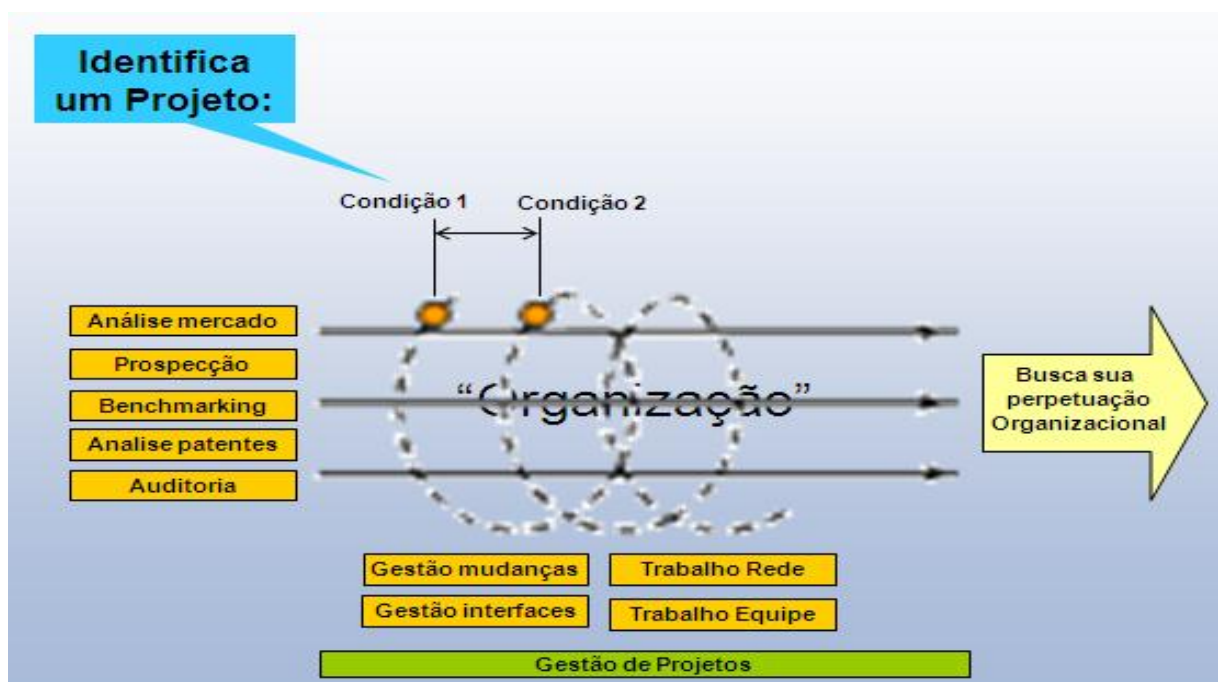 Identifica
um Projeto:
Condição 1
Condição 2
Análise mercado
Prospecção
Benchmarking
Analise patentes
Auditoria
“Organização”
Busca sua
perpetuação
Organizacional
Gestão mudanças
Trabalho Rede
Gestão interfaces
Trabalho Equipe
Gestão de Projetos